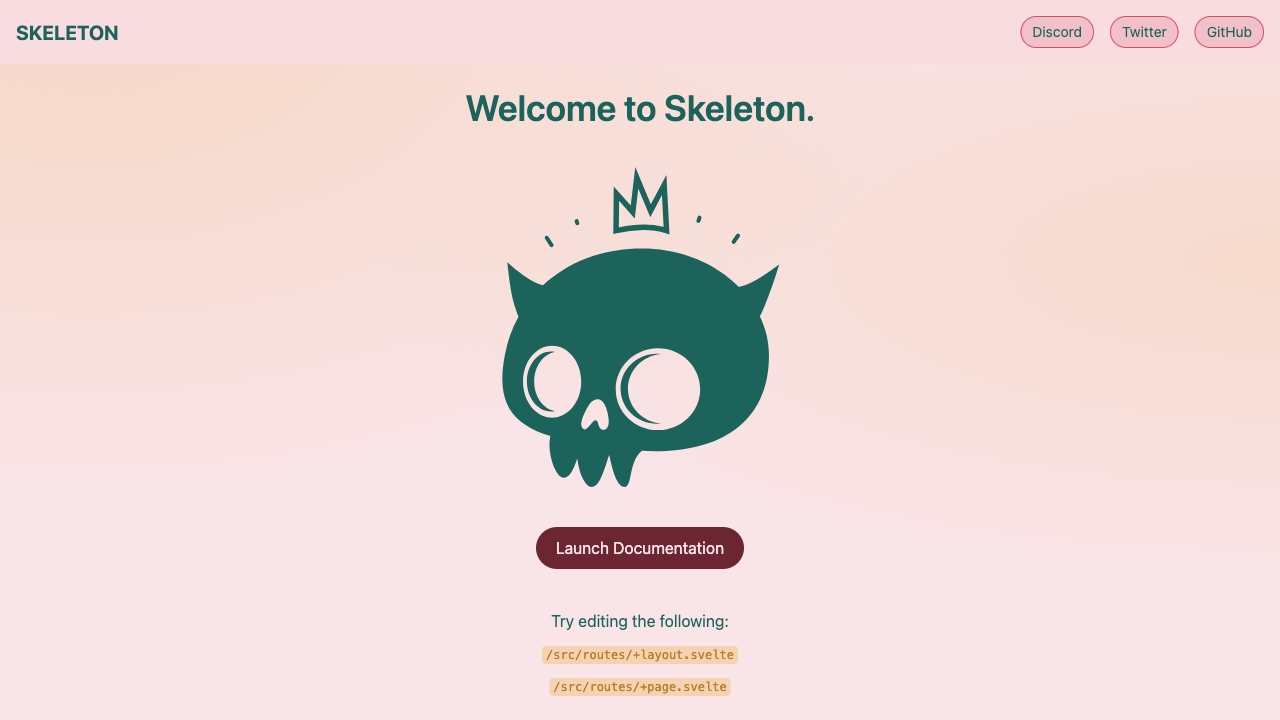 SKELETON
Discord
Twitter
GitHub
Welcome to Skeleton.
Launch Documentation
Try editing the following:
/src/routes/+layout.svelte
/src/routes/+page.svelte